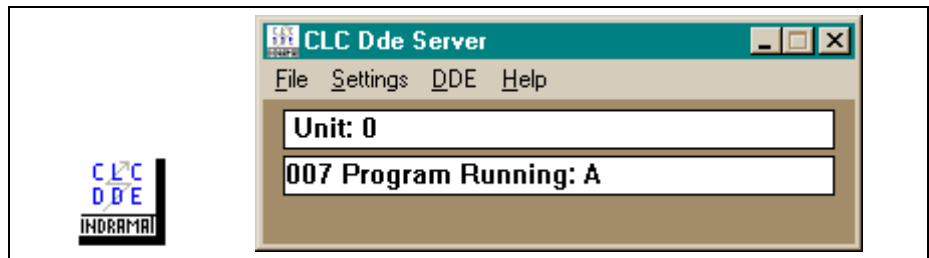 CLC Dde Server
File Settings DDE Help
Unit: 0
007 Program Running: A
CLC
DDE
INDRAMAT